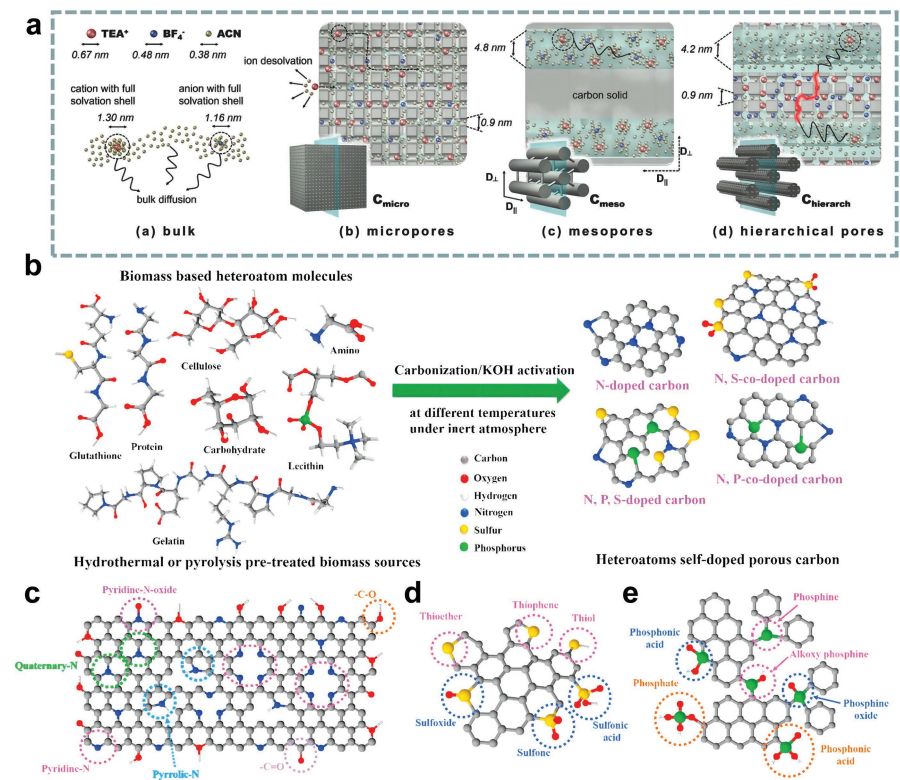 a
TEA⁺ BF₄⁻ ACN
0.67 nm 0.48 nm 0.38 nm
cation with full
solvation shell
1.30 nm
anion with full
solvation shell
1.16 nm
bulk diffusion
(a) bulk
ion desolvation
0.9 nm
Cmicro
(b) micropores
4.8 nm
carbon solid
D⊥
D∥
D⊥
D∥
Cmeso
(c) mesopores
4.2 nm
0.9 nm
Chierarch
(d) hierarchical pores
b
Biomass based heteroatom molecules
Glutathione
Protein
Cellulose
Amino
Carbohydrate
Lecithin
Gelatin
Hydrothermal or pyrolysis pre-treated biomass sources
Carbonization/KOH activation
at different temperatures
under inert atmosphere
Carbon
Oxygen
Hydrogen
Nitrogen
Sulfur
Phosphorus
N-doped carbon
N, S-co-doped carbon
N, P, S-doped carbon
N, P-co-doped carbon
Heteroatoms self-doped porous carbon
c
Pyridine-N-oxide
-C-O
Quaternary-N
Pyridine-N
Pyrrolic-N
-C=O
d
Thioether
Thiophene
Thiol
Sulfoxide
Sulfone
Sulfonic
acid
e
Phosphine
Phosphonic
acid
Alkoxy phosphine
Phosphate
Phosphine
oxide
Phosphonic
acid